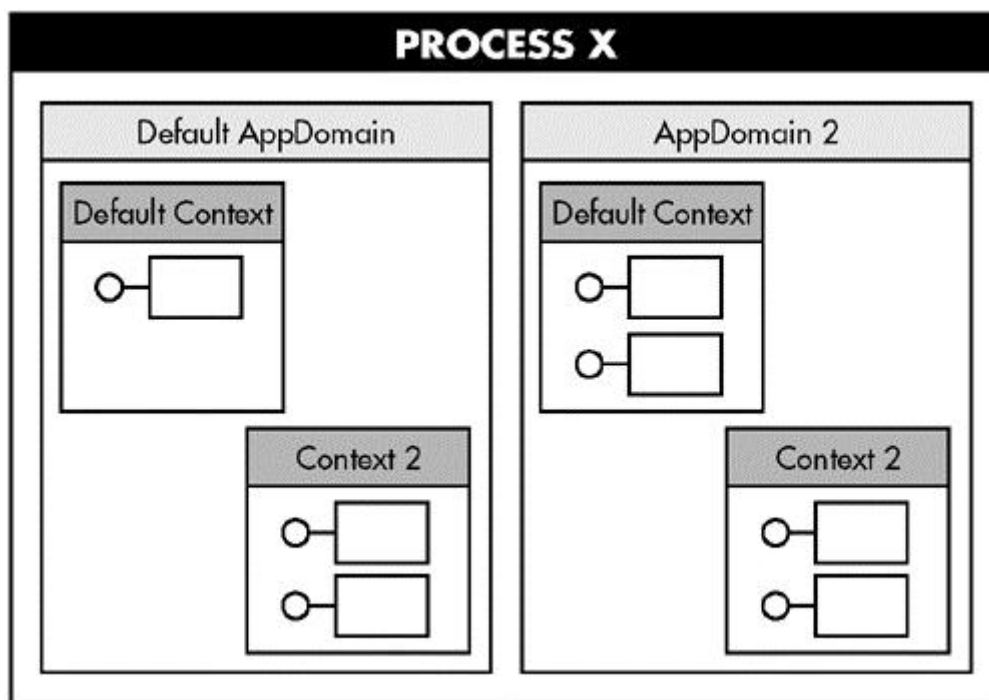 PROCESS X
Default AppDomain
Default Context
Context 2
AppDomain 2
Default Context
Context 2